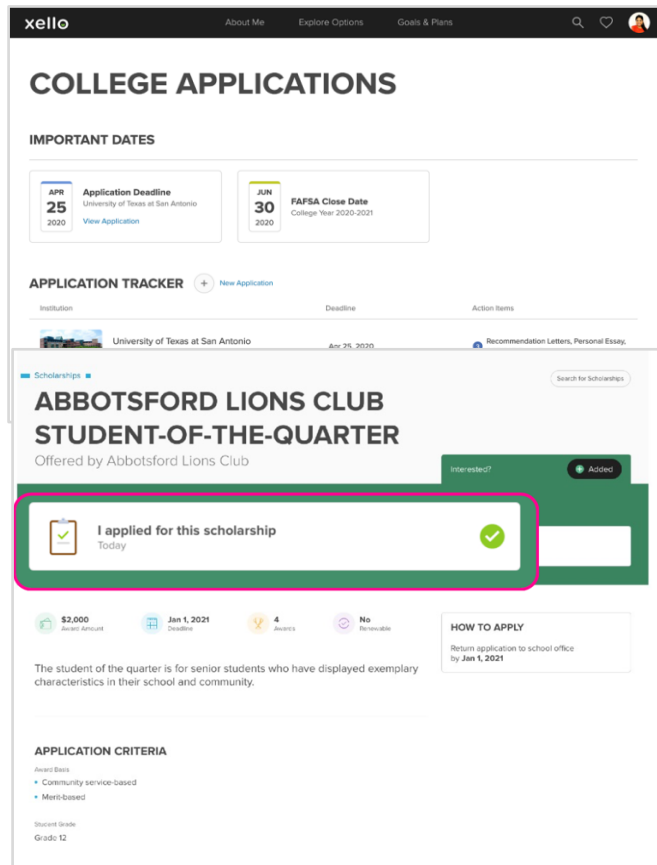 xello
About Me Explore Options Goals & Plans
COLLEGE APPLICATIONS
IMPORTANT DATES
APR
25
2020
Application Deadline
University of Texas at San Antonio
View Application
JUN
30
2020
FAFSA Close Date
College Year 2020-2021
APPLICATION TRACKER + New Application
Institution Deadline Action Items
University of Texas at San Antonio
Apr 25, 2020
Recommendation Letters, Personal Essay,
Scholarships
Search for Scholarships
ABBOTSFORD LIONS CLUB
STUDENT-OF-THE-QUARTER
Offered by Abbotsford Lions Club
Interested? Added
I applied for this scholarship
Today
$2,000
Award Amount
Jan 1, 2021
Deadline
4
Awards
No
Renewable
HOW TO APPLY
Return application to school office
by Jan 1, 2021
The student of the quarter is for senior students who have displayed exemplary
characteristics in their school and community.
APPLICATION CRITERIA
Award Basis
• Community service-based
• Merit-based
Student Grade
Grade 12